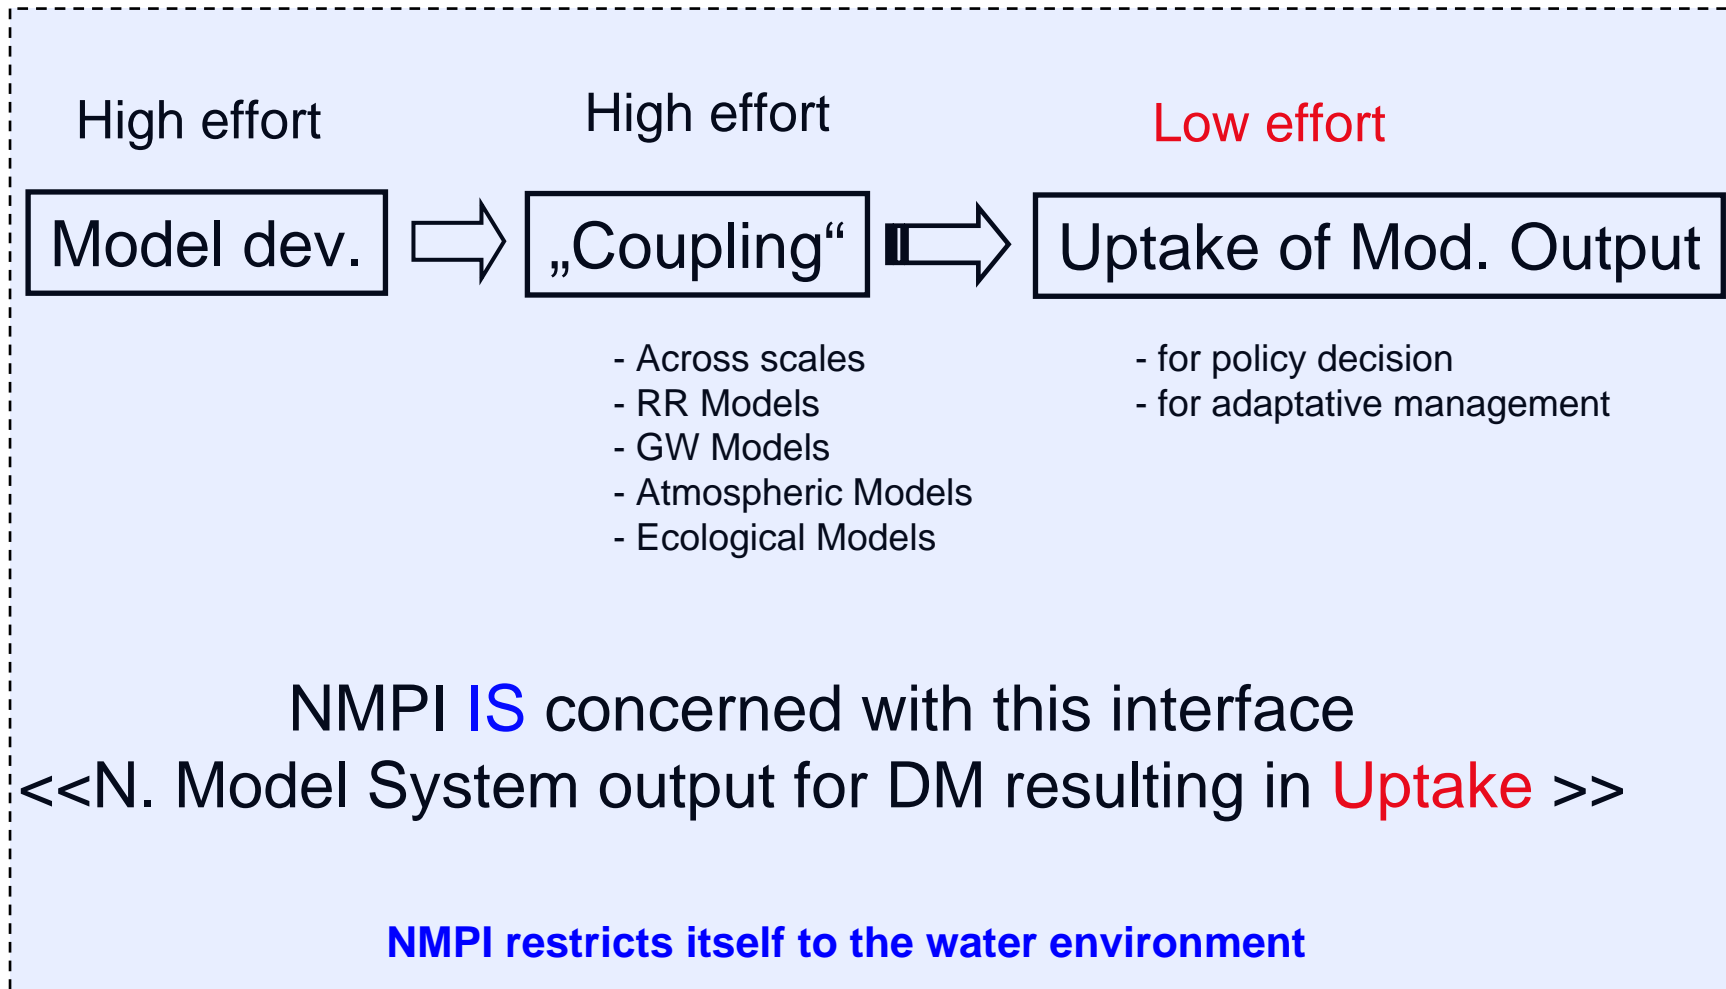 High effort
High effort
Low effort
Model dev.
„Coupling“
Uptake of Mod. Output
- Across scales
- RR Models
- GW Models
- Atmospheric Models
- Ecological Models
- for policy decision
- for adaptative management
NMPI IS concerned with this interface
<<N. Model System output for DM resulting in Uptake >>
NMPI restricts itself to the water environment